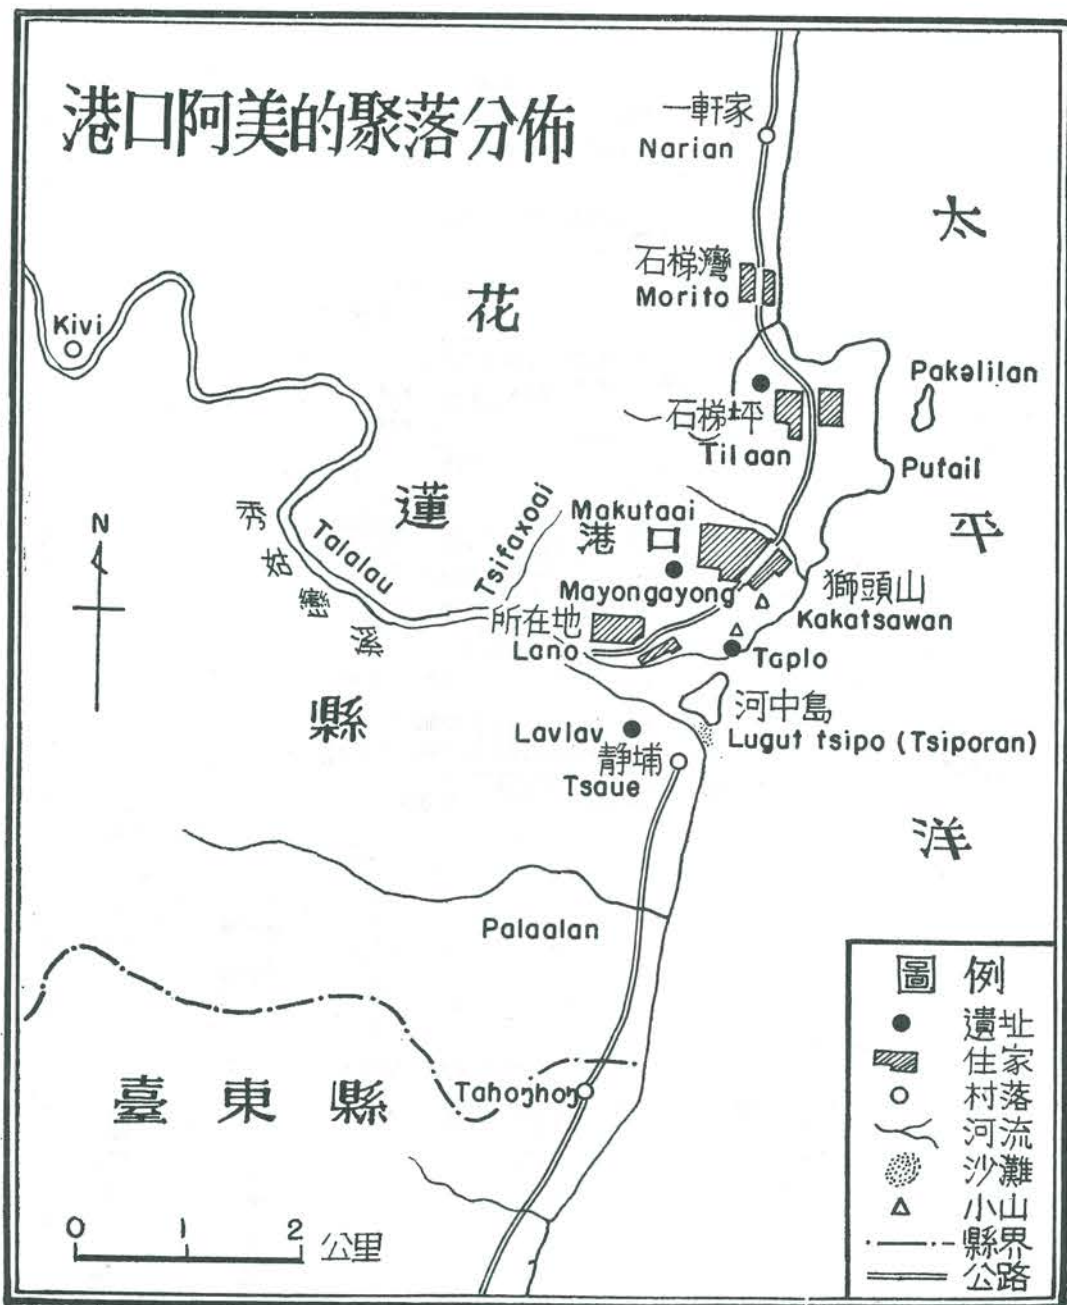 港口阿美的聚落分佈
一軒家
Narian
太平洋
石梯灣
Morito
花蓮縣
Kivi
Pakəlilan
石梯坪
Tilaan
Putail
秀姑巒溪
Talalau
Tsifaxoai
Makutaai
港口
Mayongayong
獅頭山
Kakatsawan
所在地
Lano
Taplo
河中島
Lugut tsipo (Tsiporan)
Lavlav
靜埔
Tsaue
N
Palaalan
臺東縣
Tahoŋhoŋ
0 1 2 公里
圖例
遺址
住家
村落
河流
沙灘
小山
縣界
公路